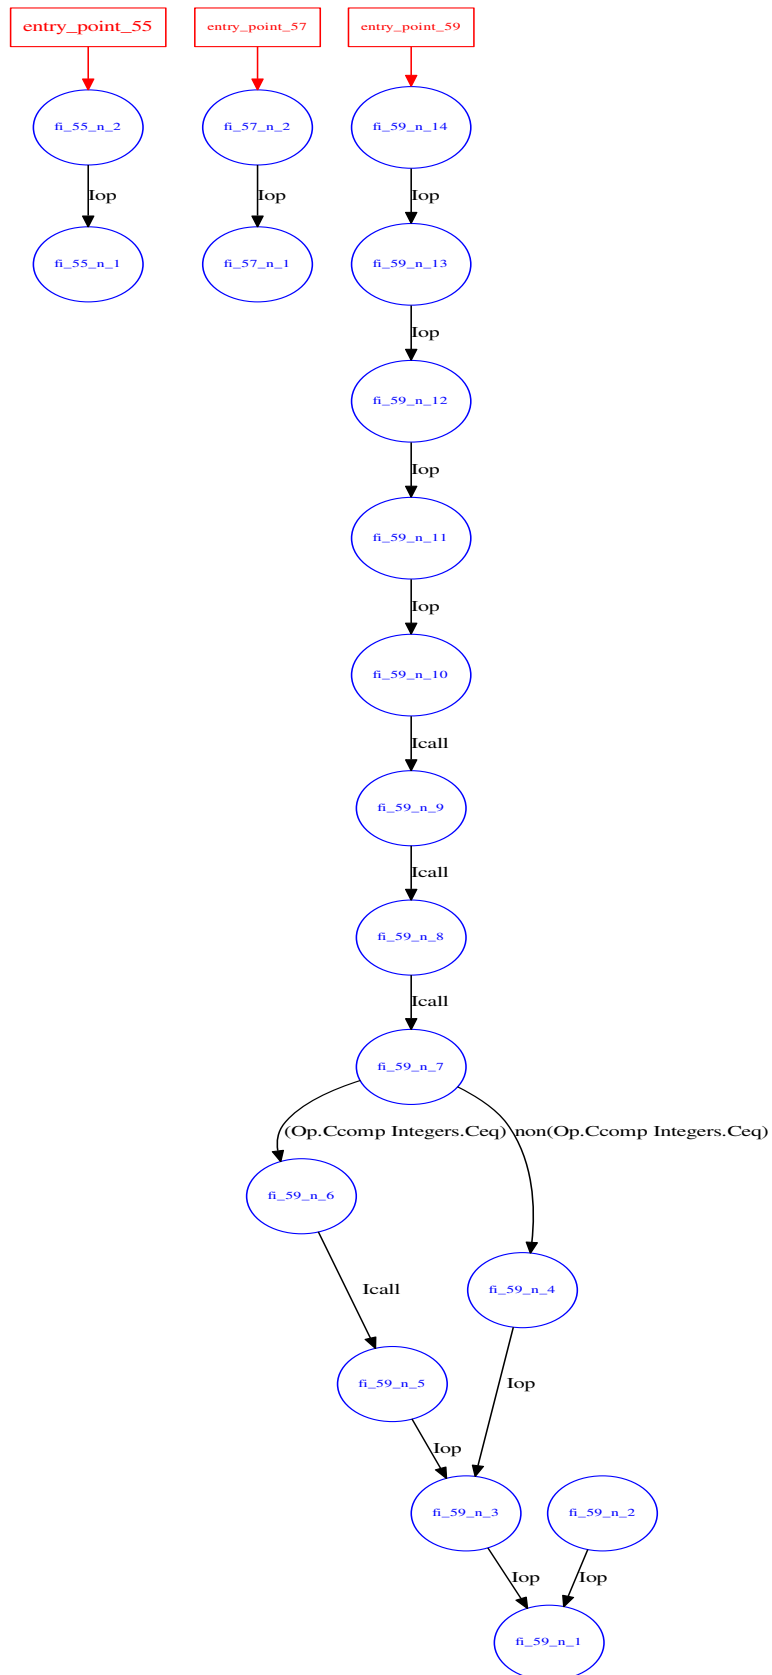 entry_point_55
entry_point_57
entry_point_59
fi_55_n_2
fi_57_n_2
fi_59_n_14
Iop
Iop
Iop
fi_55_n_1
fi_57_n_1
fi_59_n_13
Iop
fi_59_n_12
Iop
fi_59_n_11
Iop
fi_59_n_10
Icall
fi_59_n_9
Icall
fi_59_n_8
Icall
fi_59_n_7
(Op.Ccomp Integers.Ceq)
non(Op.Ccomp Integers.Ceq)
fi_59_n_6
Icall
fi_59_n_4
fi_59_n_5
Iop
Iop
fi_59_n_3
fi_59_n_2
Iop
Iop
fi_59_n_1